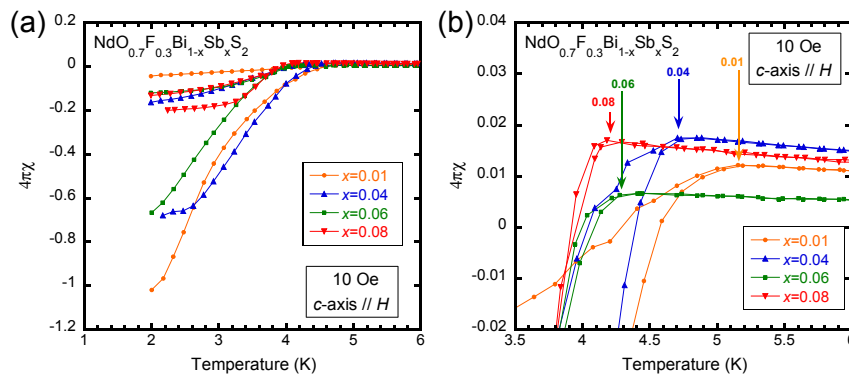 (a)
NdO0.7F0.3Bi1-xSbxS2
4πχ
0.2
0
-0.2
-0.4
-0.6
-0.8
-1
-1.2
x=0.01
x=0.04
x=0.06
x=0.08
10 Oe
c-axis // H
1 2 3 4 5 6
Temperature (K)
(b)
NdO0.7F0.3Bi1-xSbxS2
10 Oe
c-axis // H
4πχ
0.04
0.03
0.02
0.01
0
-0.01
-0.02
0.01
0.04
0.06
0.08
x=0.01
x=0.04
x=0.06
x=0.08
3.5 4 4.5 5 5.5 6
Temperature (K)